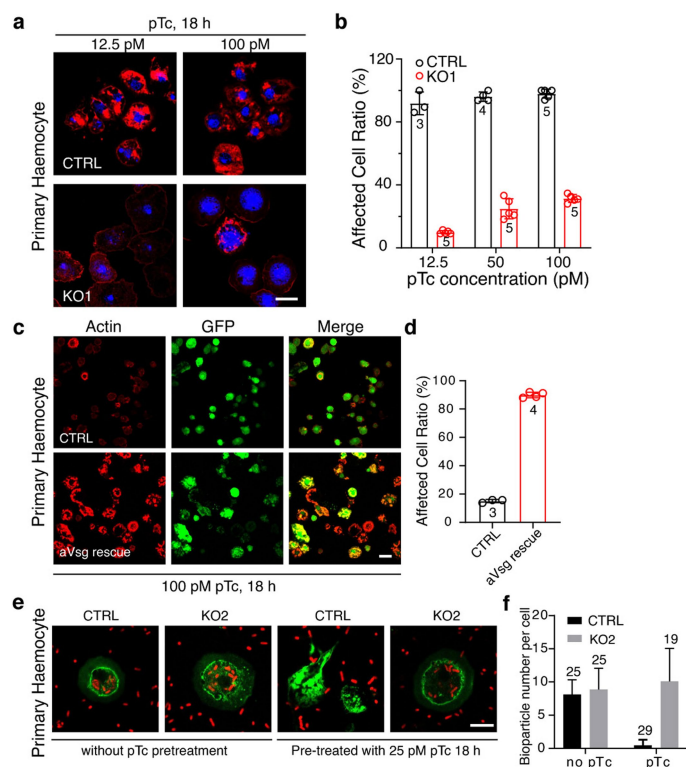 a
pTc, 18 h
12.5 pM
100 pM
Primary Haemocyte
CTRL
KO1
b
CTRL
KO1
Affected Cell Ratio (%)
120
80
40
0
3
5
4
5
5
5
12.5
50
100
pTc concentration (pM)
c
Actin
GFP
Merge
Primary Haemocyte
CTRL
aVsg rescue
100 pM pTc, 18 h
d
Affetced Cell Ratio (%)
100
80
60
40
20
0
3
4
CTRL
aVsg rescue
e
CTRL
KO2
CTRL
KO2
Primary Haemocyte
without pTc pretreatment
Pre-treated with 25 pM pTc 18 h
f
CTRL
KO2
Bioparticle number per cell
20
15
10
5
0
25
25
29
19
no pTc
pTc